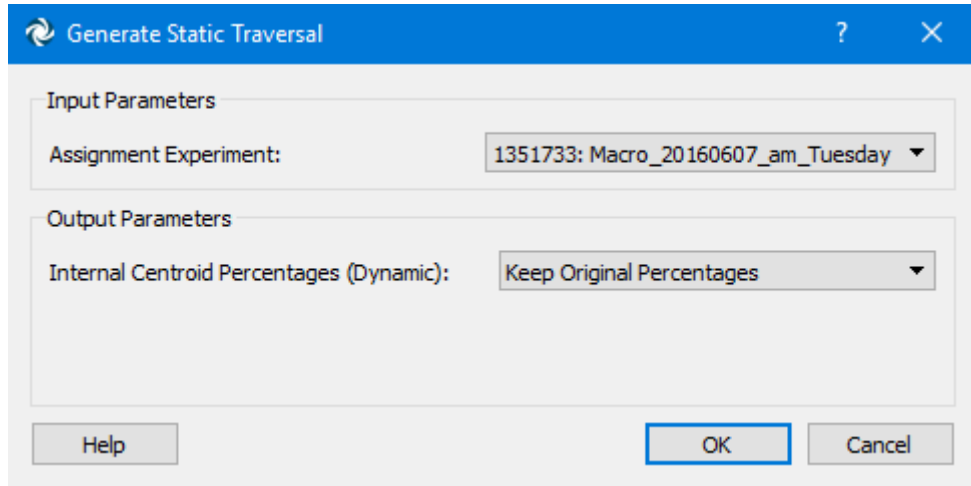 Generate Static Traversal
?
Input Parameters
Assignment Experiment: 1351733: Macro_20160607_am_Tuesday
Output Parameters
Internal Centroid Percentages (Dynamic): Keep Original Percentages
Help OK Cancel